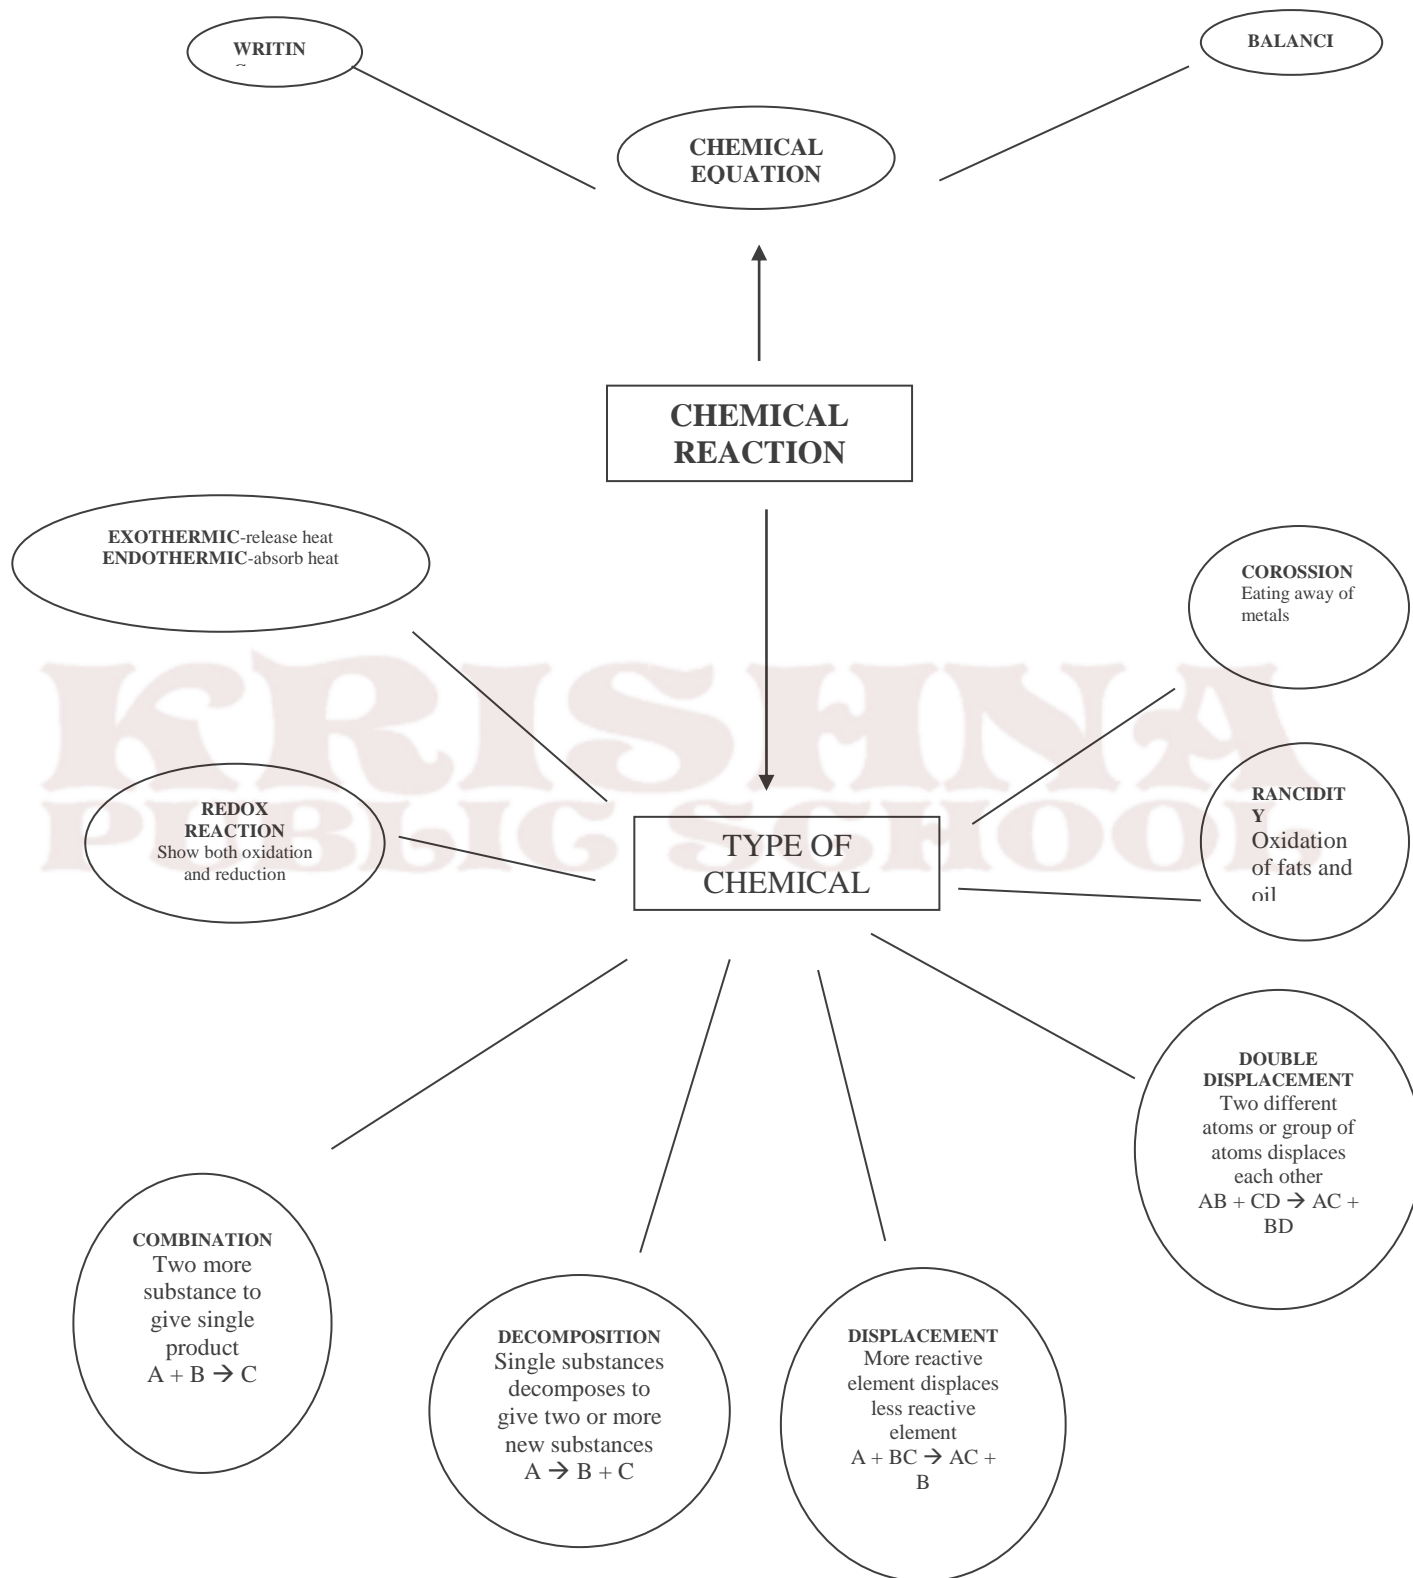 WRITIN
BALANCI
CHEMICAL
EQUATION
CHEMICAL
REACTION
EXOTHERMIC-release heat
ENDOTHERMIC-absorb heat
COROSSION
Eating away of
metals
KRISHNA
PUBLIC SCHOOL
REDOX
REACTION
Show both oxidation
and reduction
TYPE OF
CHEMICAL
RANCIDIT
Y
Oxidation
of fats and
oil
DOUBLE
DISPLACEMENT
Two different
atoms or group of
atoms displaces
each other
AB + CD → AC +
BD
COMBINATION
Two more
substance to
give single
product
A + B → C
DECOMPOSITION
Single substances
decomposes to
give two or more
new substances
A → B + C
DISPLACEMENT
More reactive
element displaces
less reactive
element
A + BC → AC +
B